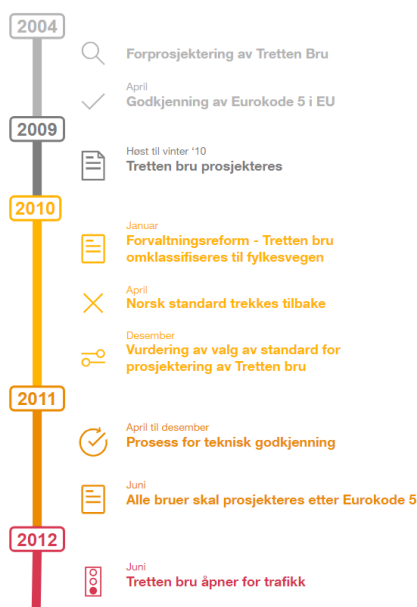 2004
Forprosjektering av Tretten Bru
April
Godkjenning av Eurokode 5 i EU
2009
Høst til vinter '10
Tretten bru prosjekteres
2010
Januar
Forvaltningsreform - Tretten bru
omklassifiseres til fylkesvegen
April
Norsk standard trekkes tilbake
Desember
Vurdering av valg av standard for
prosjektering av Tretten bru
2011
April til desember
Prosess for teknisk godkjenning
Juni
Alle bruer skal prosjekteres etter Eurokode 5
2012
Juni
Tretten bru åpner for trafikk